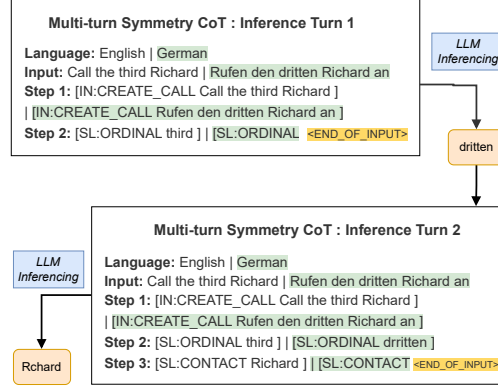 Multi-turn Symmetry CoT : Inference Turn 1
Language: English | German
Input: Call the third Richard | Rufen den dritten Richard an
Step 1: [IN:CREATE_CALL Call the third Richard ]
| [IN:CREATE_CALL Rufen den dritten Richard an ]
Step 2: [SL:ORDINAL third ] | [SL:ORDINAL <END_OF_INPUT>
LLM
Inferencing
dritten
Multi-turn Symmetry CoT : Inference Turn 2
Language: English | German
Input: Call the third Richard | Rufen den dritten Richard an
Step 1: [IN:CREATE_CALL Call the third Richard ]
| [IN:CREATE_CALL Rufen den dritten Richard an ]
Step 2: [SL:ORDINAL third ] | [SL:ORDINAL drritten ]
Step 3: [SL:CONTACT Richard ] | [SL:CONTACT <END_OF_INPUT>
LLM
Inferencing
Rchard